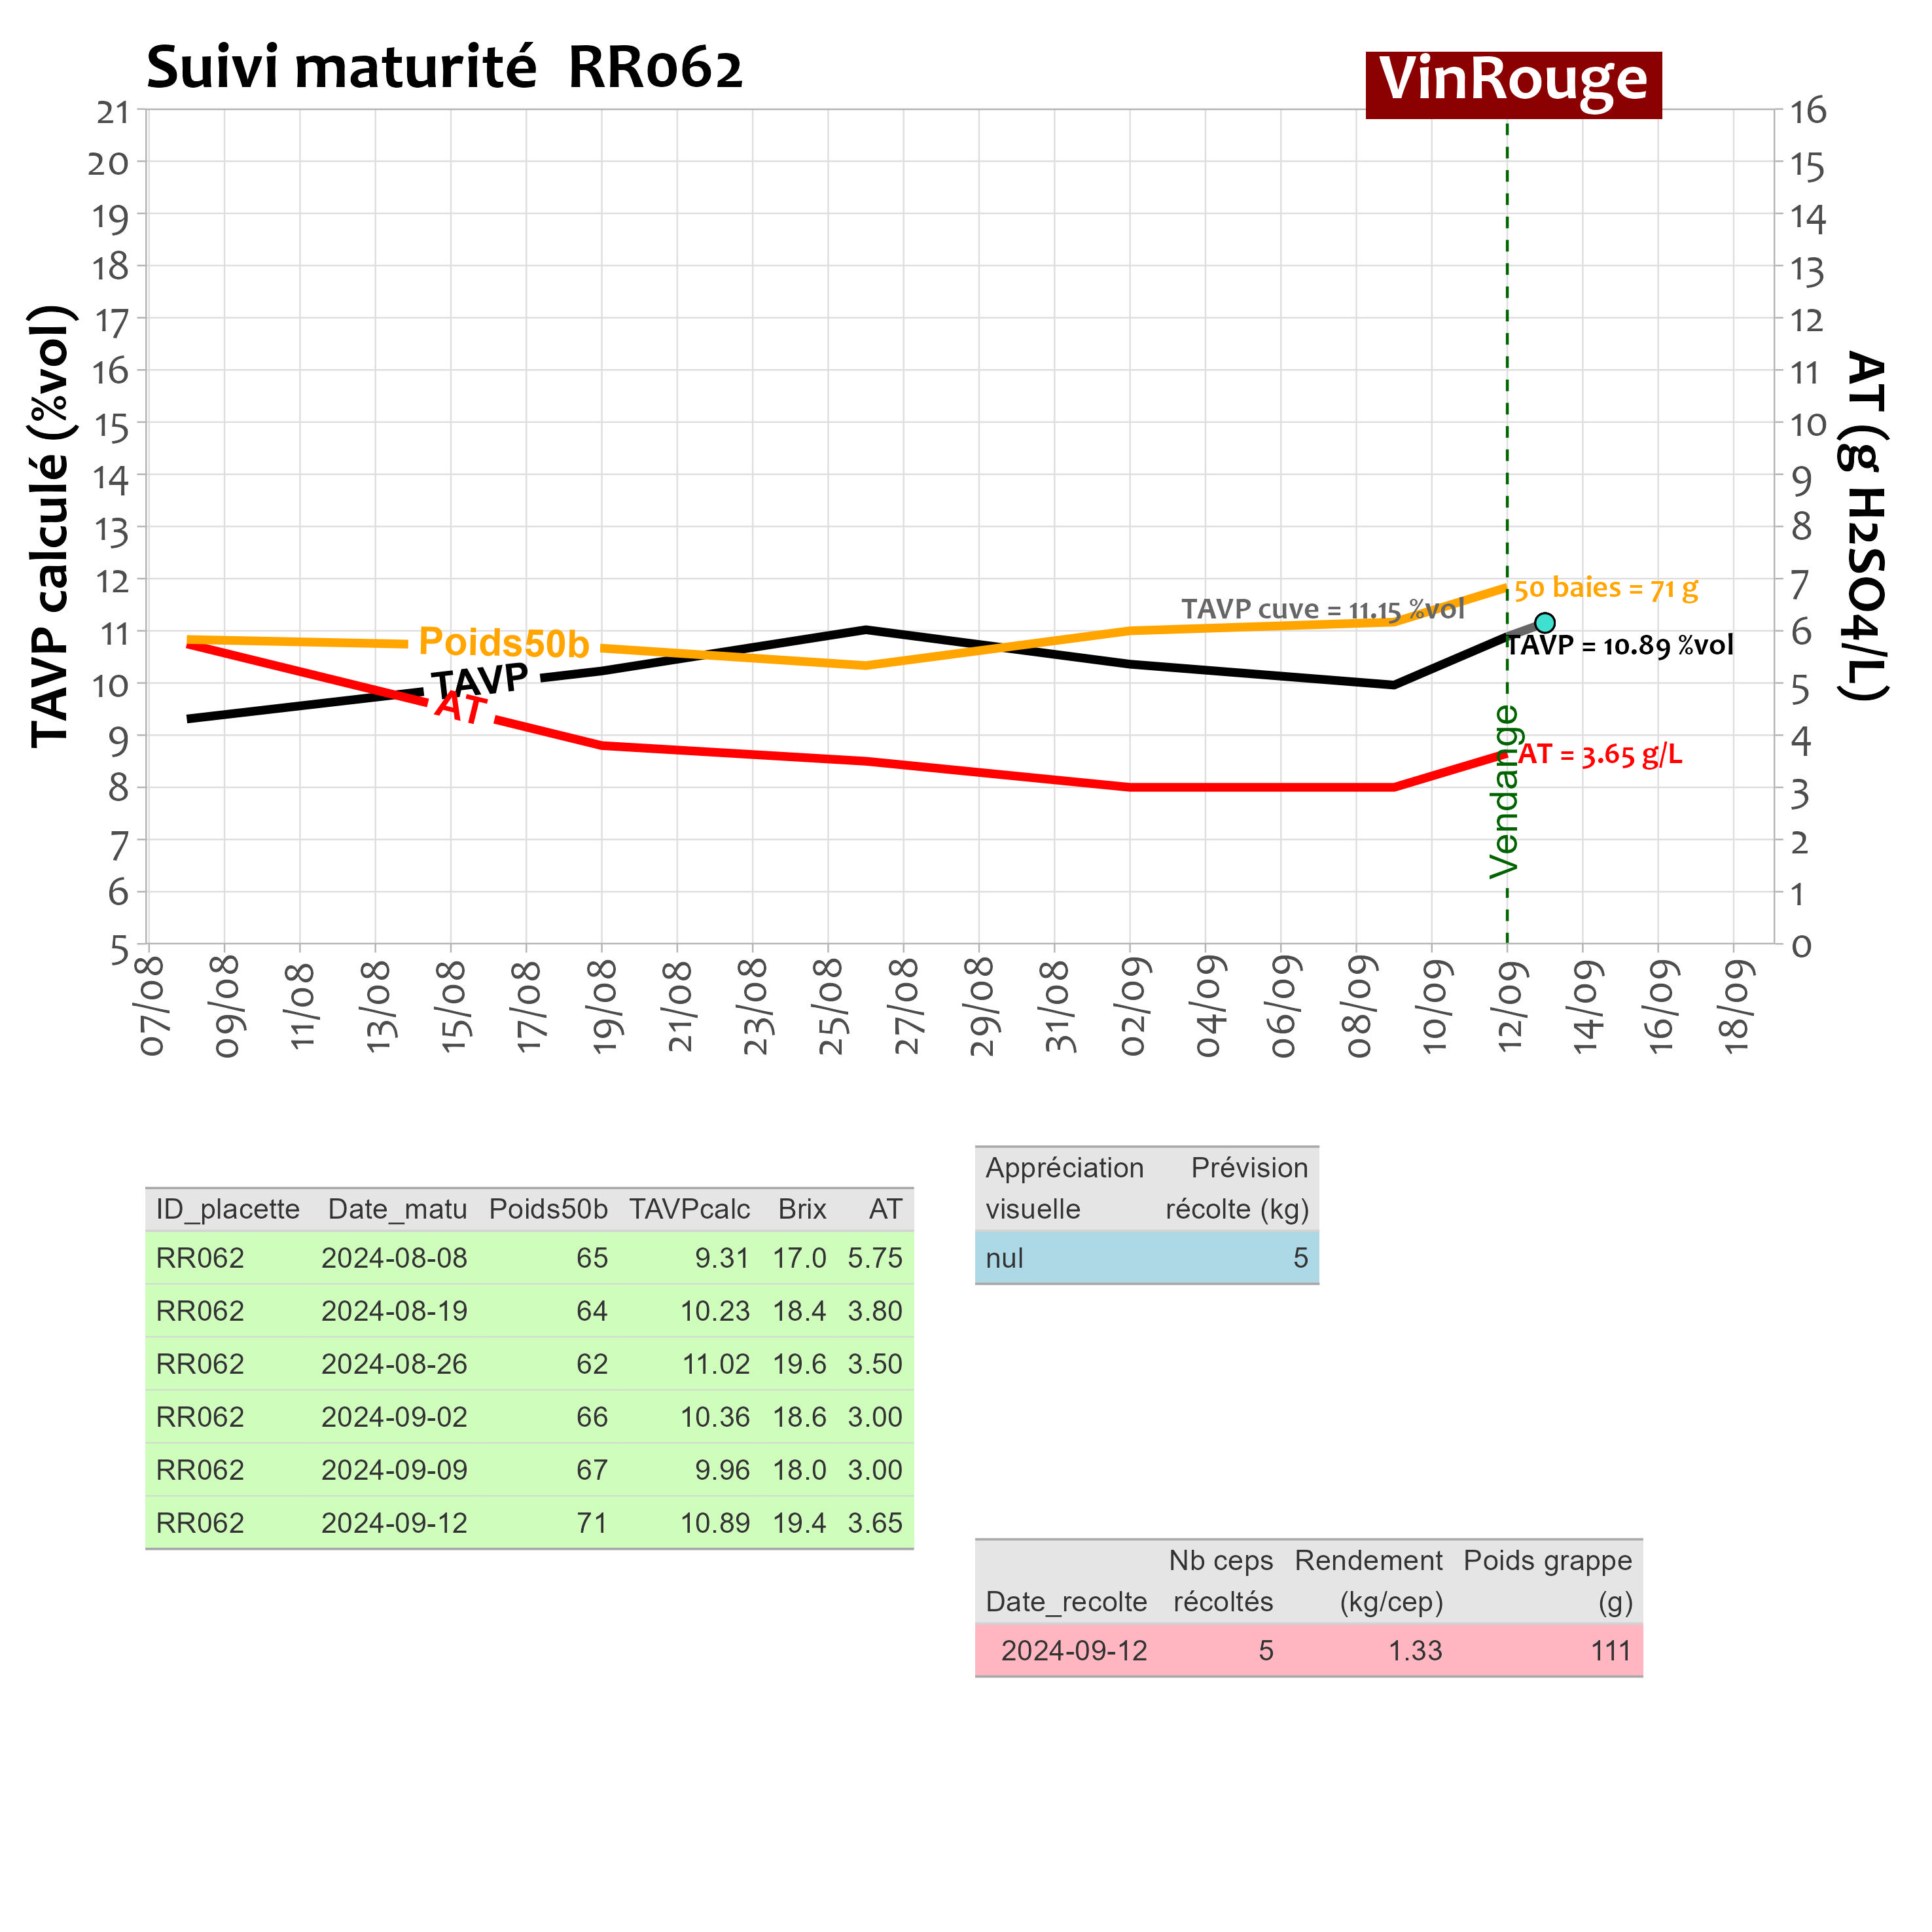 Suivi maturité  RR062
VinRouge
TAVP calculé (%vol)
21
20
19
18
17
16
15
14
13
12
11
10
9
8
7
6
5
16
15
14
13
12
11
10
9
8
7
6
5
4
3
2
1
0
AT (g H2SO4/L)
Poids50b
TAVP
AT
TAVP cuve = 11.15 %vol
50 baies = 71 g
TAVP = 10.89 %vol
AT = 3.65 g/L
Vendange
07/08
09/08
11/08
13/08
15/08
17/08
19/08
21/08
23/08
25/08
27/08
29/08
31/08
02/09
04/09
06/09
08/09
10/09
12/09
14/09
16/09
18/09
ID_placette Date_matu Poids50b TAVPcalc Brix AT
RR062 2024-08-08 65 9.31 17.0 5.75
RR062 2024-08-19 64 10.23 18.4 3.80
RR062 2024-08-26 62 11.02 19.6 3.50
RR062 2024-09-02 66 10.36 18.6 3.00
RR062 2024-09-09 67 9.96 18.0 3.00
RR062 2024-09-12 71 10.89 19.4 3.65
Appréciation Prévision
visuelle récolte (kg)
nul 5
Nb ceps Rendement Poids grappe
Date_recolte récoltés (kg/cep) (g)
2024-09-12 5 1.33 111